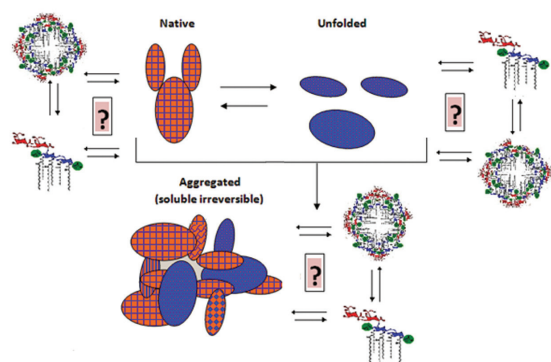 Native
Unfolded
?
?
Aggregated
(soluble irreversible)
?